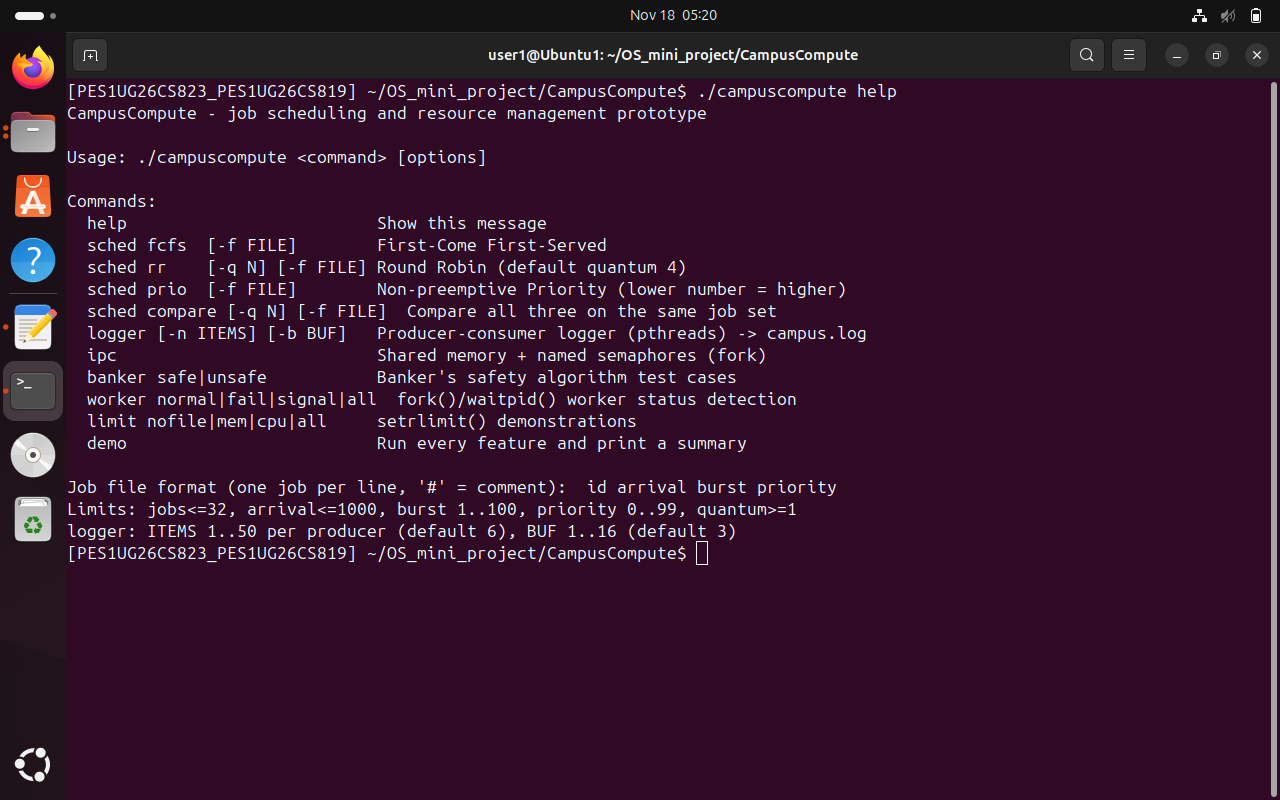 Nov 18 05:20
user1@Ubuntu1: ~/OS_mini_project/CampusCompute
[PES1UG26CS823_PES1UG26CS819] ~/OS_mini_project/CampusCompute$ ./campuscompute help
CampusCompute - job scheduling and resource management prototype
Usage: ./campuscompute <command> [options]
Commands:
  help                         Show this message
  sched fcfs  [-f FILE]        First-Come First-Served
  sched rr    [-q N] [-f FILE] Round Robin (default quantum 4)
  sched prio  [-f FILE]        Non-preemptive Priority (lower number = higher)
  sched compare [-q N] [-f FILE]  Compare all three on the same job set
  logger [-n ITEMS] [-b BUF]   Producer-consumer logger (pthreads) -> campus.log
  ipc                          Shared memory + named semaphores (fork)
  banker safe|unsafe           Banker's safety algorithm test cases
  worker normal|fail|signal|all  fork()/waitpid() worker status detection
  limit nofile|mem|cpu|all     setrlimit() demonstrations
  demo                         Run every feature and print a summary
Job file format (one job per line, '#' = comment):  id arrival burst priority
Limits: jobs<=32, arrival<=1000, burst 1..100, priority 0..99, quantum>=1
logger: ITEMS 1..50 per producer (default 6), BUF 1..16 (default 3)
[PES1UG26CS823_PES1UG26CS819] ~/OS_mini_project/CampusCompute$